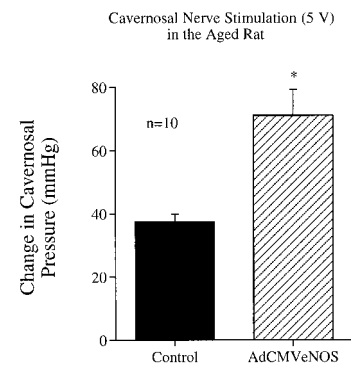 Cavernosal Nerve Stimulation (5 V)
in the Aged Rat
Change in Cavernosal
Pressure (mmHg)
80
60
40
20
0
n=10
*
Control
AdCMVeNOS